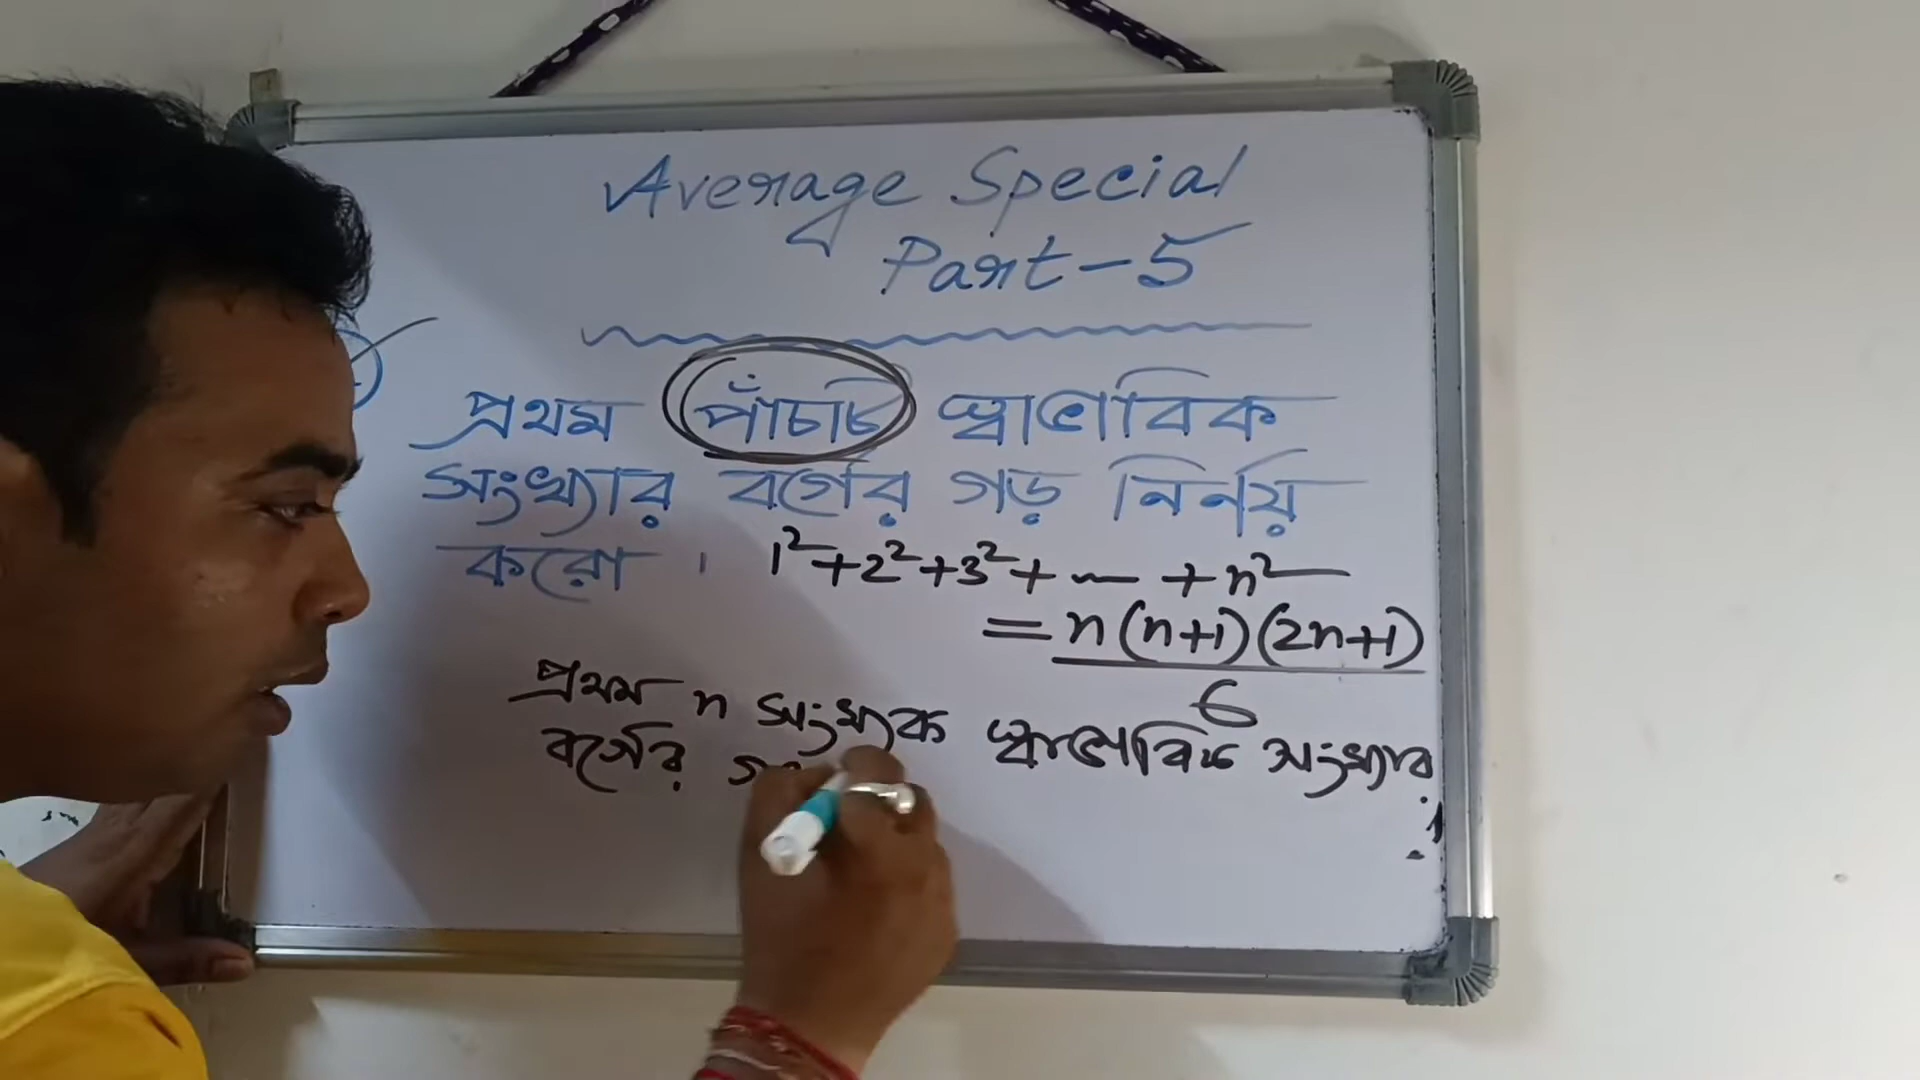 Average Special
Part-5
প্রথম পাঁচটি স্বাভাবিক
সংখ্যার বর্গের গড় নির্নয়
করো । 1²+2²+3²+ --- +n²
= n(n+1)(2n+1)
6
প্রথম n সংখ্যক স্বাভাবিক সংখ্যার
বর্গের